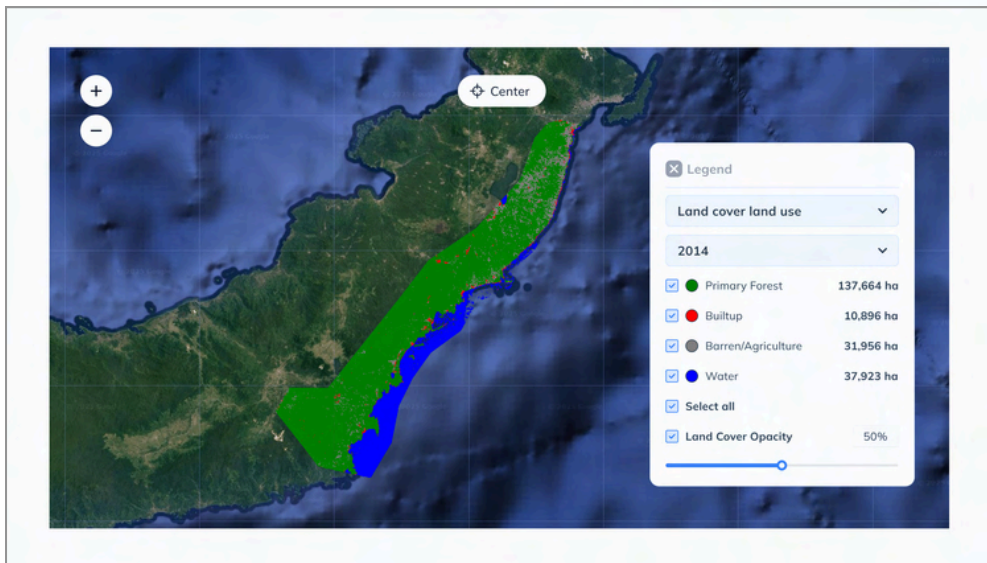 +
Center
−
Legend
Land cover land use
2014
Primary Forest 137,664 ha
Builtup 10,896 ha
Barren/Agriculture 31,956 ha
Water 37,923 ha
Select all
Land Cover Opacity 50%